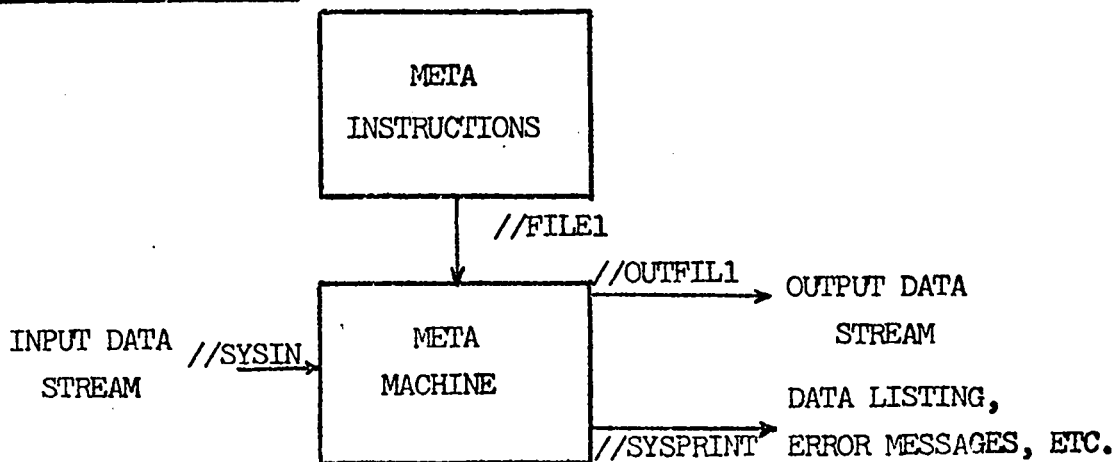 META
INSTRUCTIONS
//FILE1
//OUTFIL1
OUTPUT DATA
STREAM
INPUT DATA
STREAM
//SYSIN
META
MACHINE
DATA LISTING,
ERROR MESSAGES, ETC.
//SYSPRINT